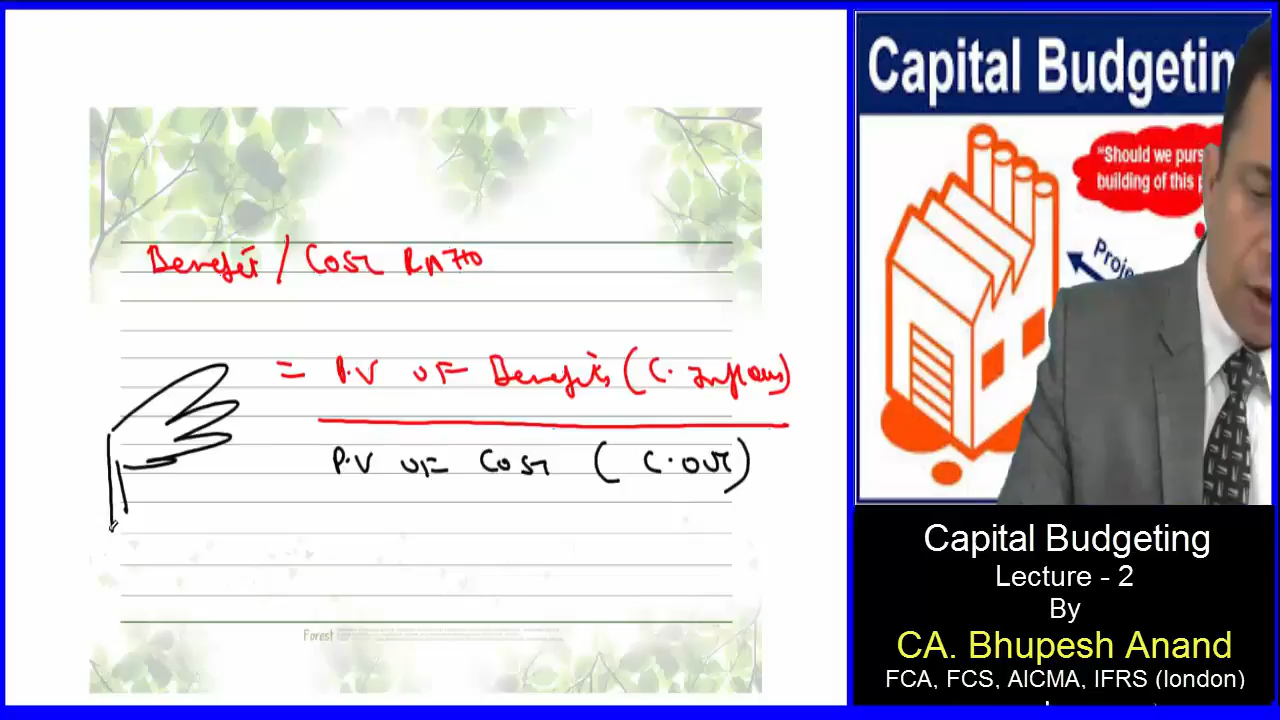 Benefit / Cost Ratio
= P.V of Benefits (C. Inflows)
P.V of Cost ( C. out)
Forest
Capital Budgetin
"Should we purs
building of this p
Proje
Capital Budgeting
Lecture - 2
By
CA. Bhupesh Anand
FCA, FCS, AICMA, IFRS (london)